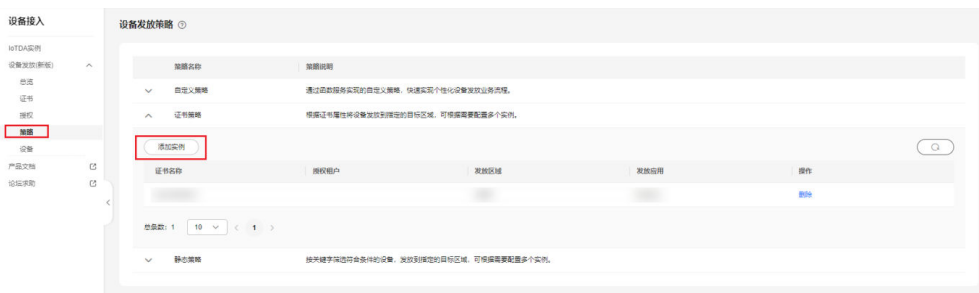 设备接入
IoTDA实例
设备发放(新版)
总览
证书
授权
策略
设备
产品文档
论坛求助
设备发放策略
策略名称 策略说明
自定义策略 通过函数服务实现的自定义策略，快速实现个性化设备发放业务流程。
证书策略 根据证书属性将设备发放到指定的目标区域，可根据需要配置多个实例。
添加实例
证书名称 授权租户 发放区域 发放应用 操作
删除
总条数：1 10 < 1 >
静态策略 按关键字筛选符合条件的设备，发放到指定的目标区域，可根据需要配置多个实例。